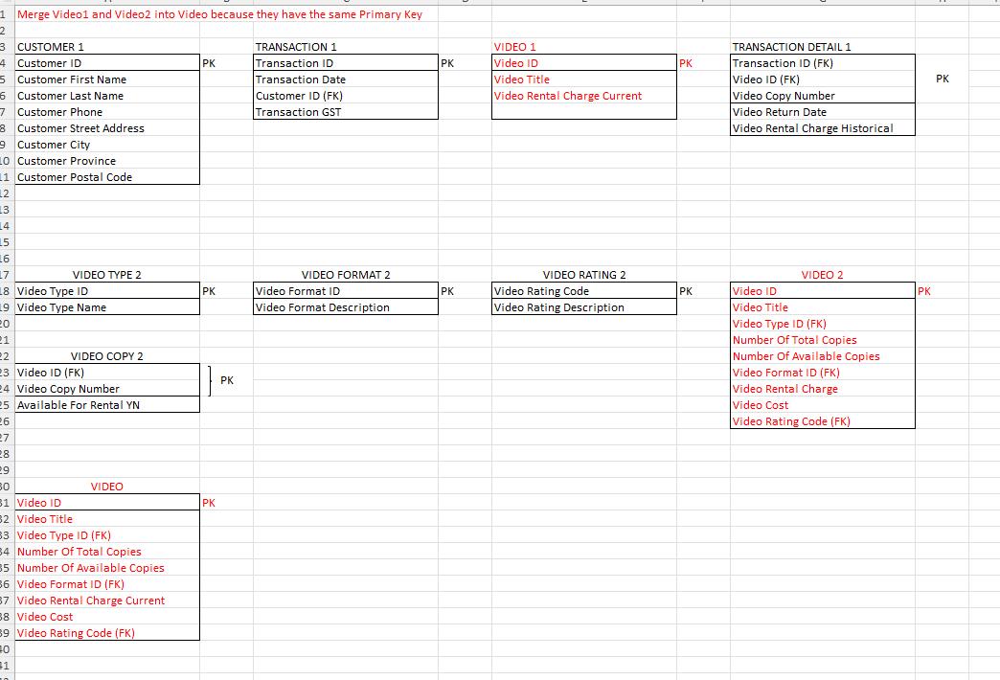 Merge Video1 and Video2 into Video because they have the same Primary Key
CUSTOMER 1
Customer ID PK
Customer First Name
Customer Last Name
Customer Phone
Customer Street Address
Customer City
Customer Province
Customer Postal Code
TRANSACTION 1
Transaction ID PK
Transaction Date
Customer ID (FK)
Transaction GST
VIDEO 1
Video ID PK
Video Title
Video Rental Charge Current
TRANSACTION DETAIL 1
Transaction ID (FK)
Video ID (FK) PK
Video Copy Number
Video Return Date
Video Rental Charge Historical
VIDEO TYPE 2
Video Type ID PK
Video Type Name
VIDEO FORMAT 2
Video Format ID PK
Video Format Description
VIDEO RATING 2
Video Rating Code PK
Video Rating Description
VIDEO 2
Video ID PK
Video Title
Video Type ID (FK)
Number Of Total Copies
Number Of Available Copies
Video Format ID (FK)
Video Rental Charge
Video Cost
Video Rating Code (FK)
VIDEO COPY 2
Video ID (FK)
PK
Video Copy Number
Available For Rental YN
VIDEO
Video ID PK
Video Title
Video Type ID (FK)
Number Of Total Copies
Number Of Available Copies
Video Format ID (FK)
Video Rental Charge Current
Video Cost
Video Rating Code (FK)